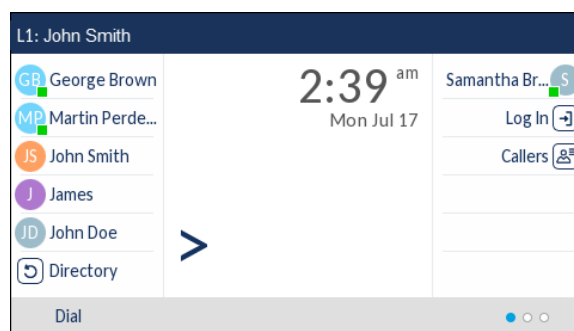 L1: John Smith
GB George Brown
MP Martin Perde...
JS John Smith
J James
JD John Doe
Directory
2:39 am
Mon Jul 17
>
Samantha Br... S
Log In
Callers
Dial